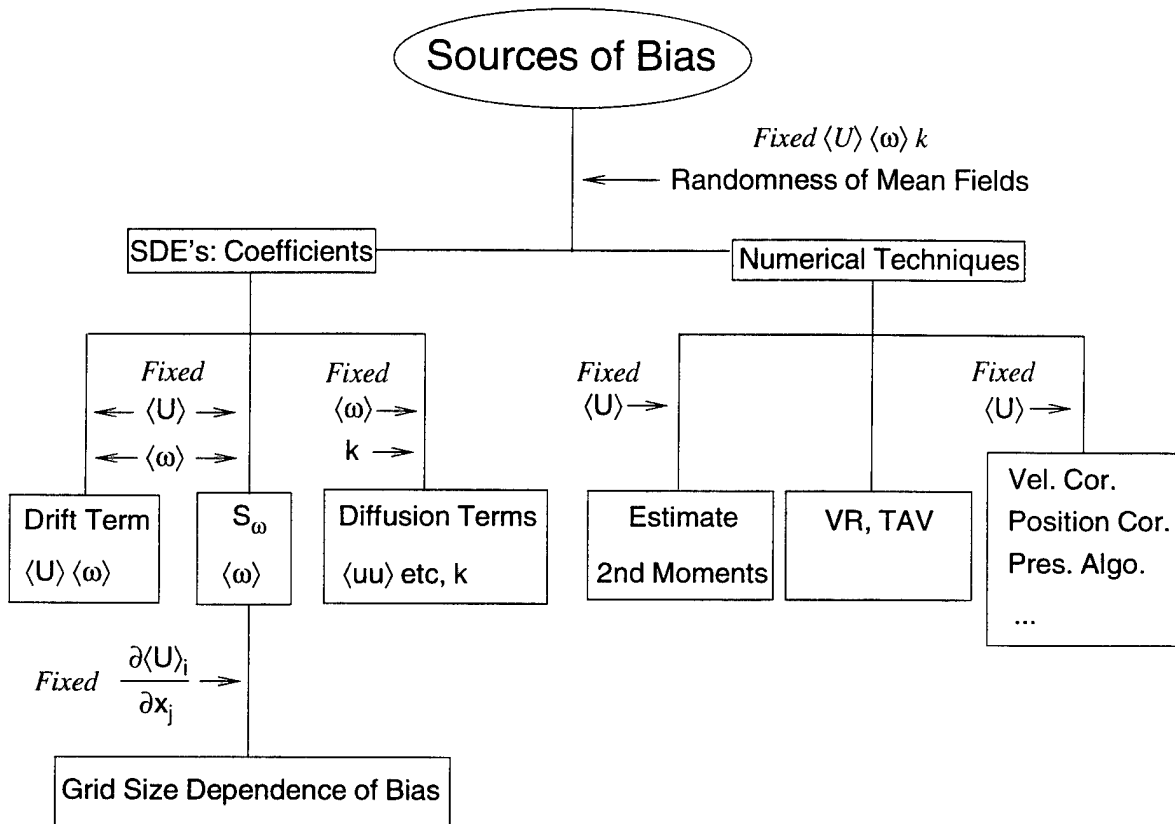 Sources of Bias
Fixed ⟨U⟩ ⟨ω⟩ k
Randomness of Mean Fields
SDE's: Coefficients
Numerical Techniques
Fixed
⟨U⟩
⟨ω⟩
Fixed
⟨ω⟩
k
Fixed
⟨U⟩
Fixed
⟨U⟩
Drift Term
⟨U⟩ ⟨ω⟩
S_ω
⟨ω⟩
Diffusion Terms
⟨uu⟩ etc, k
Estimate
2nd Moments
VR, TAV
Vel. Cor.
Position Cor.
Pres. Algo.
...
Fixed ∂⟨U⟩_i
∂x_j
Grid Size Dependence of Bias